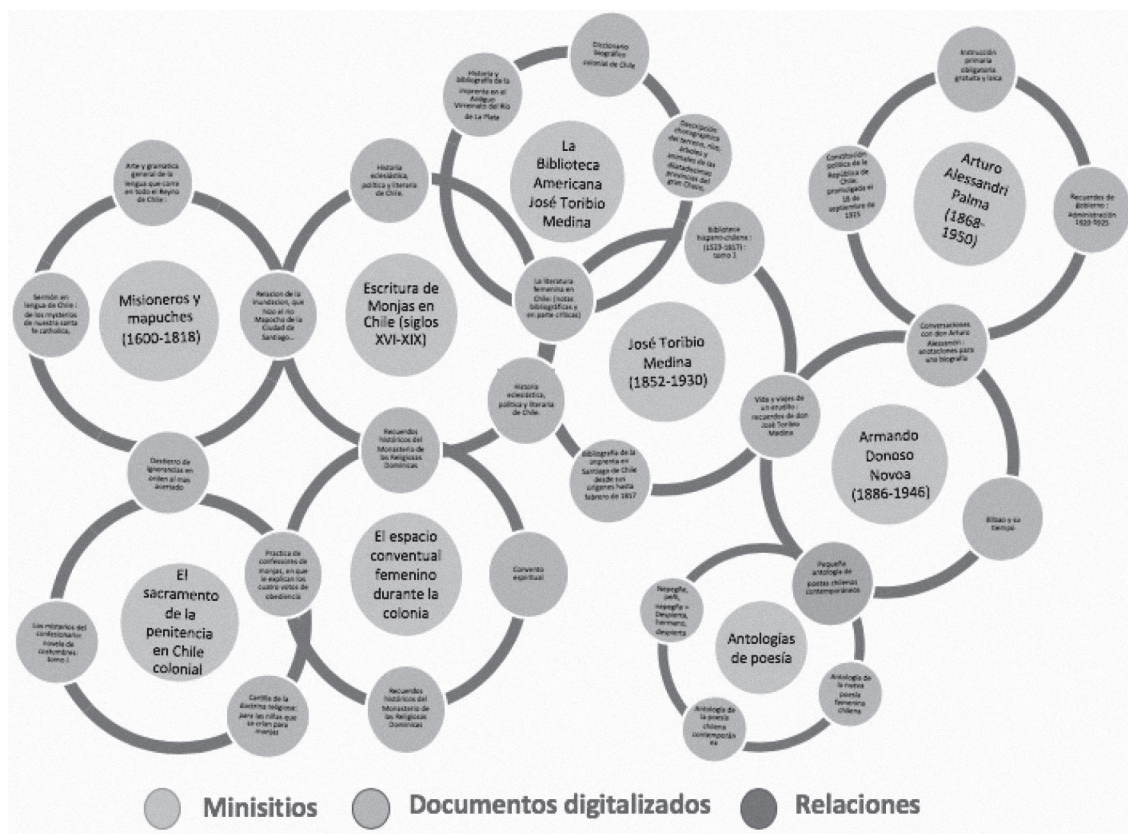 Diccionario
biográfico
colonial de Chile
Historia y
bibliografía de la
imprenta en el
Antiguo
Virreinato del Río
de La Plata
La
Biblioteca
Americana
José Toribio
Medina
Descripción
chorographica
del terreno, ríos,
árboles y
animales de las
dilatadísimas
provincias del
gran Chaco,
Instrucción
primaria
obligatoria
gratuita y laica
Constitución
política de la
República de
Chile:
promulgada el
18 de
septiembre de
1925
Arturo
Alessandri
Palma
(1868-
1950)
Recuerdos de
gobierno :
Administración
1920-1925
Arte y gramatica
general de la
lengua que corre
en todo el Reyno
de Chile :
Historia
eclesiástica,
política y literaria
de Chile.
Biblioteca
hispano-chilena :
(1523-1817) :
tomo 1
Sermón en
lengua de Chile :
de los mysterios
de nuestra santa
fe catholica,
Misioneros y
mapuches
(1600-1818)
Relacion de la
inundacion, que
hizo el rio
Mapocho de la
Ciudad de
Santiago...
Escritura de
Monjas en
Chile (siglos
XVI-XIX)
La literatura
femenina en
Chile: (notas
bibliográficas y
en parte críticas)
José Toribio
Medina
(1852-1930)
Conversaciones
con don Arturo
Alessandri :
anotaciones para
una biografía
Historia
eclesiástica,
política y literaria
de Chile.
Vida y viajes de
un erudito :
recuerdos de don
José Toribio
Medina
Armando
Donoso
Novoa
(1886-1946)
Destierro de
ignorancias en
orden al mas
acertado
Recuerdos
históricos del
Monasterio de
las Religiosas
Dominicas
Bibliografía de la
imprenta en
Santiago de Chile
desde sus
orígenes hasta
febrero de 1817
Bilbao y su
tiempo
El
sacramento
de la
penitencia
en Chile
colonial
Practica de
confessores de
monjas, en que
le explican los
cuatro votos de
obediencia
El espacio
conventual
femenino
durante la
colonia
Convento
espiritual
Pequeña
antología de
poetas chilenos
contemporáneos
Nepegñe,
peñi,
nepegñe =
Despierta,
hermano,
despierta
Antologías
de poesía
Los misterios del
confesionario:
novela de
costumbres:
tomo I
Cartilla de la
doctrina religiosa:
para las niñas que
se crían para
monjas
Recuerdos
históricos del
Monasterio de
las Religiosas
Dominicas
Antología de
la poesía
chilena
contemporán
ea
Antología de
la nueva
poesía
femenina
chilena
Minisitios
Documentos digitalizados
Relaciones